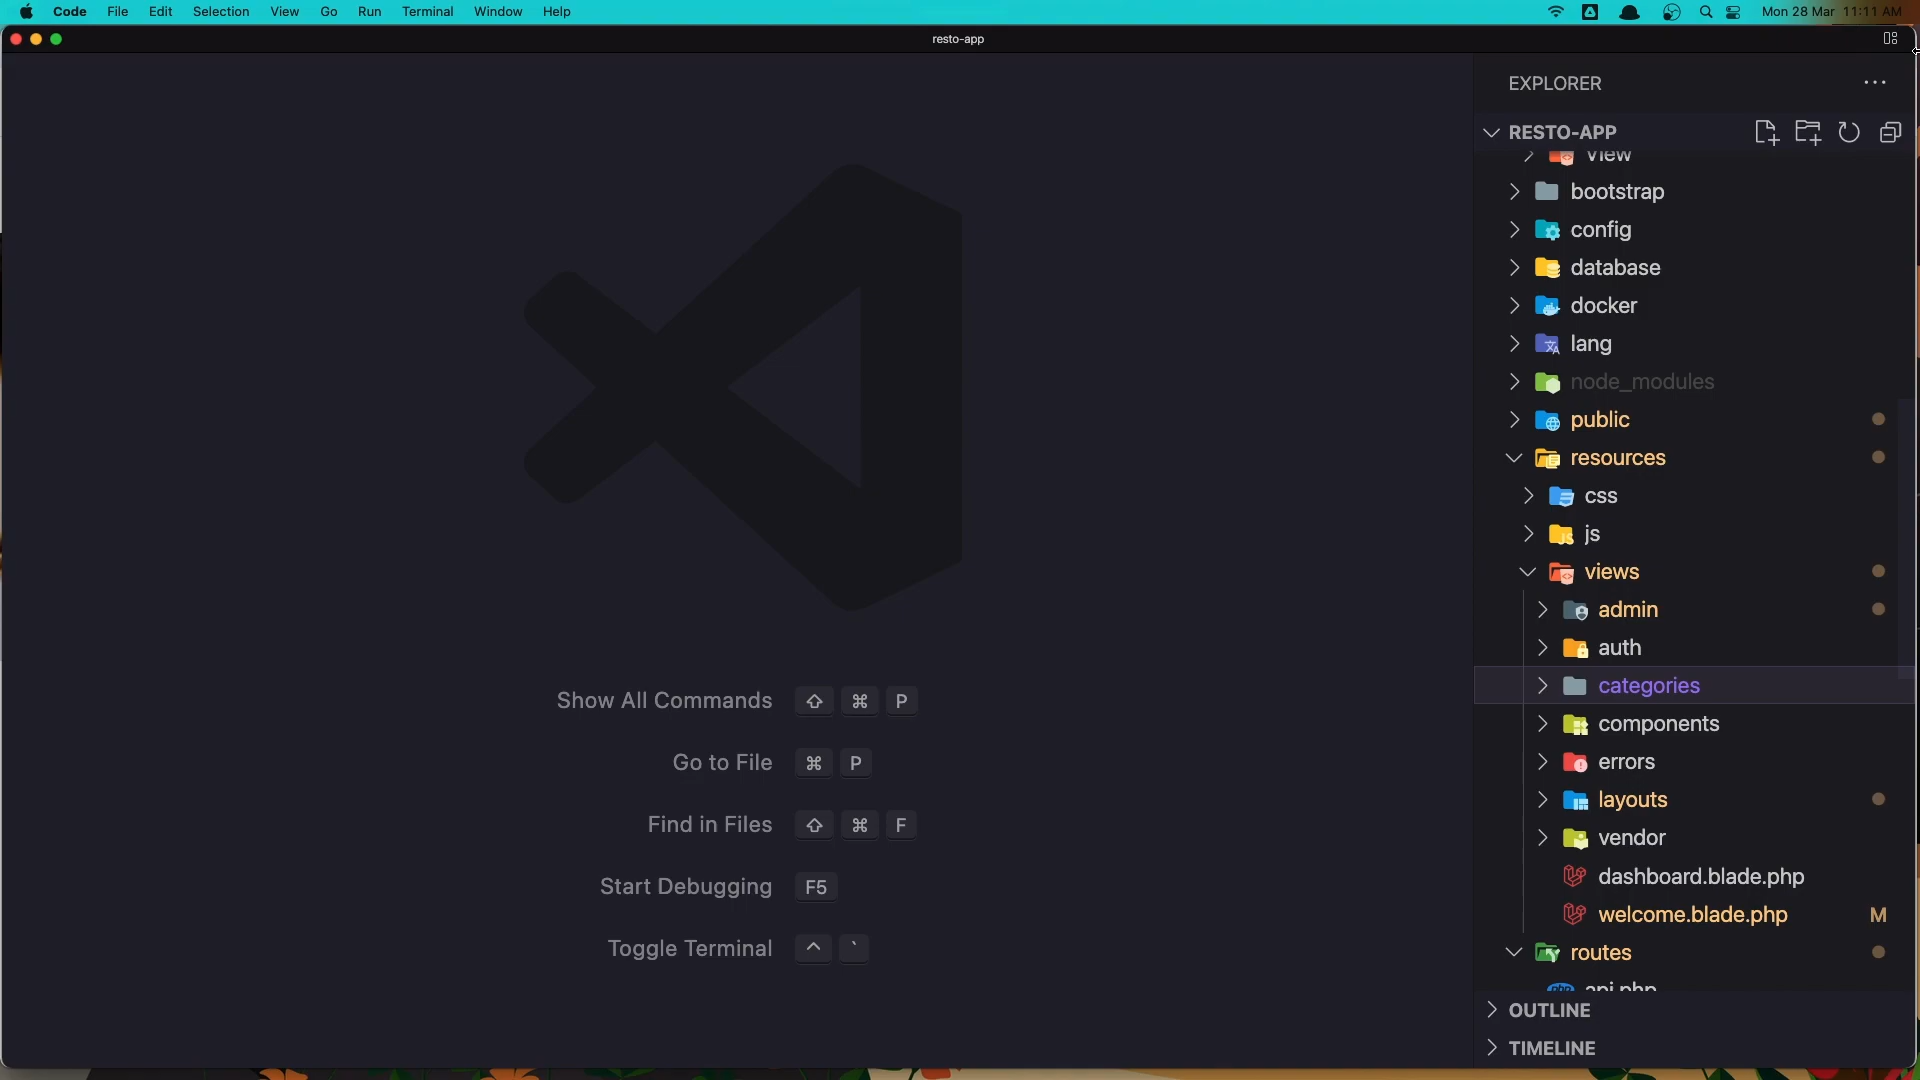 Code File Edit Selection View Go Run Terminal Window Help
Mon 28 Mar 11:11 AM
resto-app
EXPLORER
RESTO-APP
View
bootstrap
config
database
docker
lang
node_modules
public
resources
css
js
views
admin
auth
categories
components
errors
layouts
vendor
dashboard.blade.php
welcome.blade.php M
routes
api.php
OUTLINE
TIMELINE
Show All Commands ⇧ ⌘ P
Go to File ⌘ P
Find in Files ⇧ ⌘ F
Start Debugging F5
Toggle Terminal ^ `